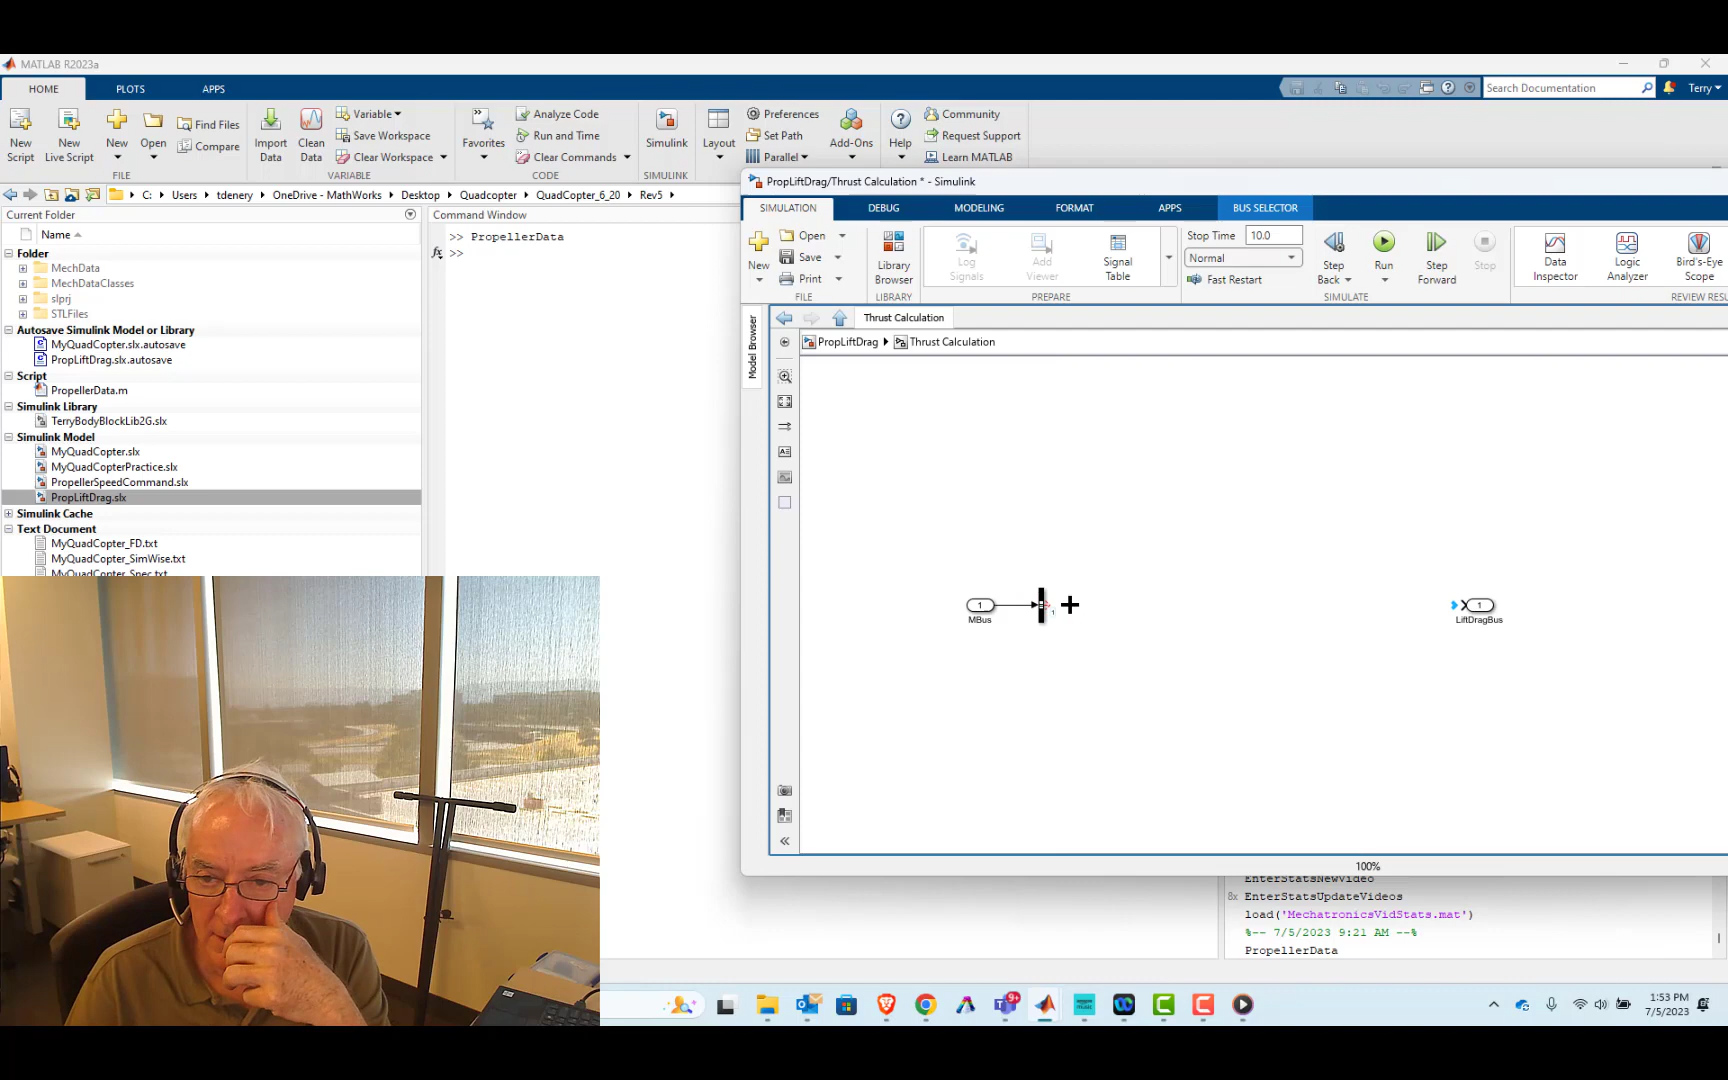 MATLAB R2023a
HOME PLOTS APPS
Search Documentation Terry
New Script
New Live Script
New
Open
Find Files
Compare
Import Data
Clean Data
Variable
Save Workspace
Clear Workspace
Favorites
Analyze Code
Run and Time
Clear Commands
Simulink
Layout
Preferences
Set Path
Parallel
Add-Ons
Help
Community
Request Support
Learn MATLAB
FILE VARIABLE CODE SIMULINK
C: Users tdenery OneDrive - MathWorks Desktop Quadcopter QuadCopter_6_20 Rev5
Current Folder
Name
Folder
MechData
MechDataClasses
slprj
STLFiles
Autosave Simulink Model or Library
MyQuadCopter.slx.autosave
PropLiftDrag.slx.autosave
Script
PropellerData.m
Simulink Library
TerryBodyBlockLib2G.slx
Simulink Model
MyQuadCopter.slx
MyQuadCopterPractice.slx
PropellerSpeedCommand.slx
PropLiftDrag.slx
Simulink Cache
Text Document
MyQuadCopter_FD.txt
MyQuadCopter_SimWise.txt
MyQuadCopter_Spec.txt
Command Window
>> PropellerData
fx >>
PropLiftDrag/Thrust Calculation * - Simulink
SIMULATION DEBUG MODELING FORMAT APPS BUS SELECTOR
New
Open
Save
Print
Library Browser
Log Signals
Add Viewer
Signal Table
Stop Time 10.0
Normal
Fast Restart
Step Back
Run
Step Forward
Stop
Data Inspector
Logic Analyzer
Bird's-Eye Scope
FILE LIBRARY PREPARE SIMULATE REVIEW RESU
Thrust Calculation
PropLiftDrag Thrust Calculation
Model Browser
1
MBus
1
1
LiftDragBus
100%
EnterStatsNewVideo
8x EnterStatsUpdateVideos
load('MechatronicsVidStats.mat')
%-- 7/5/2023 9:21 AM --%
PropellerData
9+
1:53 PM
7/5/2023